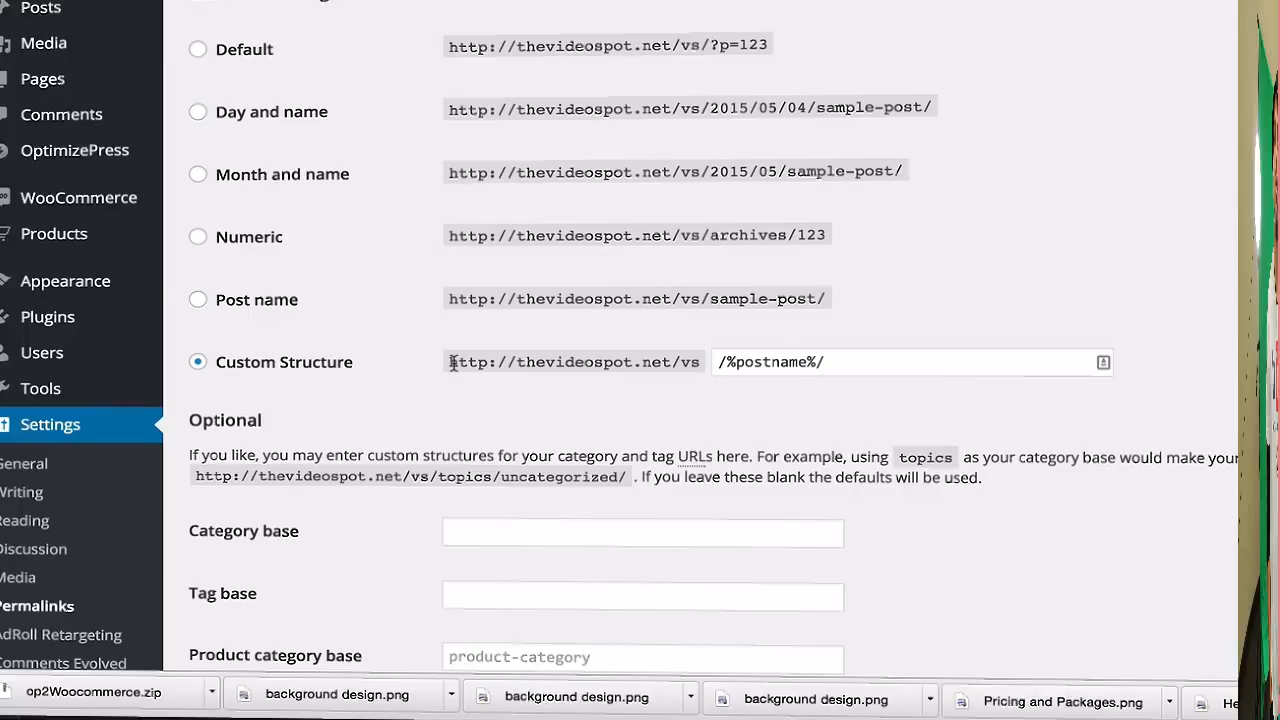 Posts
Media
Pages
Comments
OptimizePress
WooCommerce
Products
Appearance
Plugins
Users
Tools
Settings
General
Writing
Reading
Discussion
Media
Permalinks
AdRoll Retargeting
Comments Evolved
Default http://thevideospot.net/vs/?p=123
Day and name http://thevideospot.net/vs/2015/05/04/sample-post/
Month and name http://thevideospot.net/vs/2015/05/sample-post/
Numeric http://thevideospot.net/vs/archives/123
Post name http://thevideospot.net/vs/sample-post/
Custom Structure http://thevideospot.net/vs /%postname%/
Optional
If you like, you may enter custom structures for your category and tag URLs here. For example, using topics as your category base would make your
http://thevideospot.net/vs/topics/uncategorized/ . If you leave these blank the defaults will be used.
Category base
Tag base
Product category base product-category
op2Woocommerce.zip background design.png background design.png background design.png Pricing and Packages.png